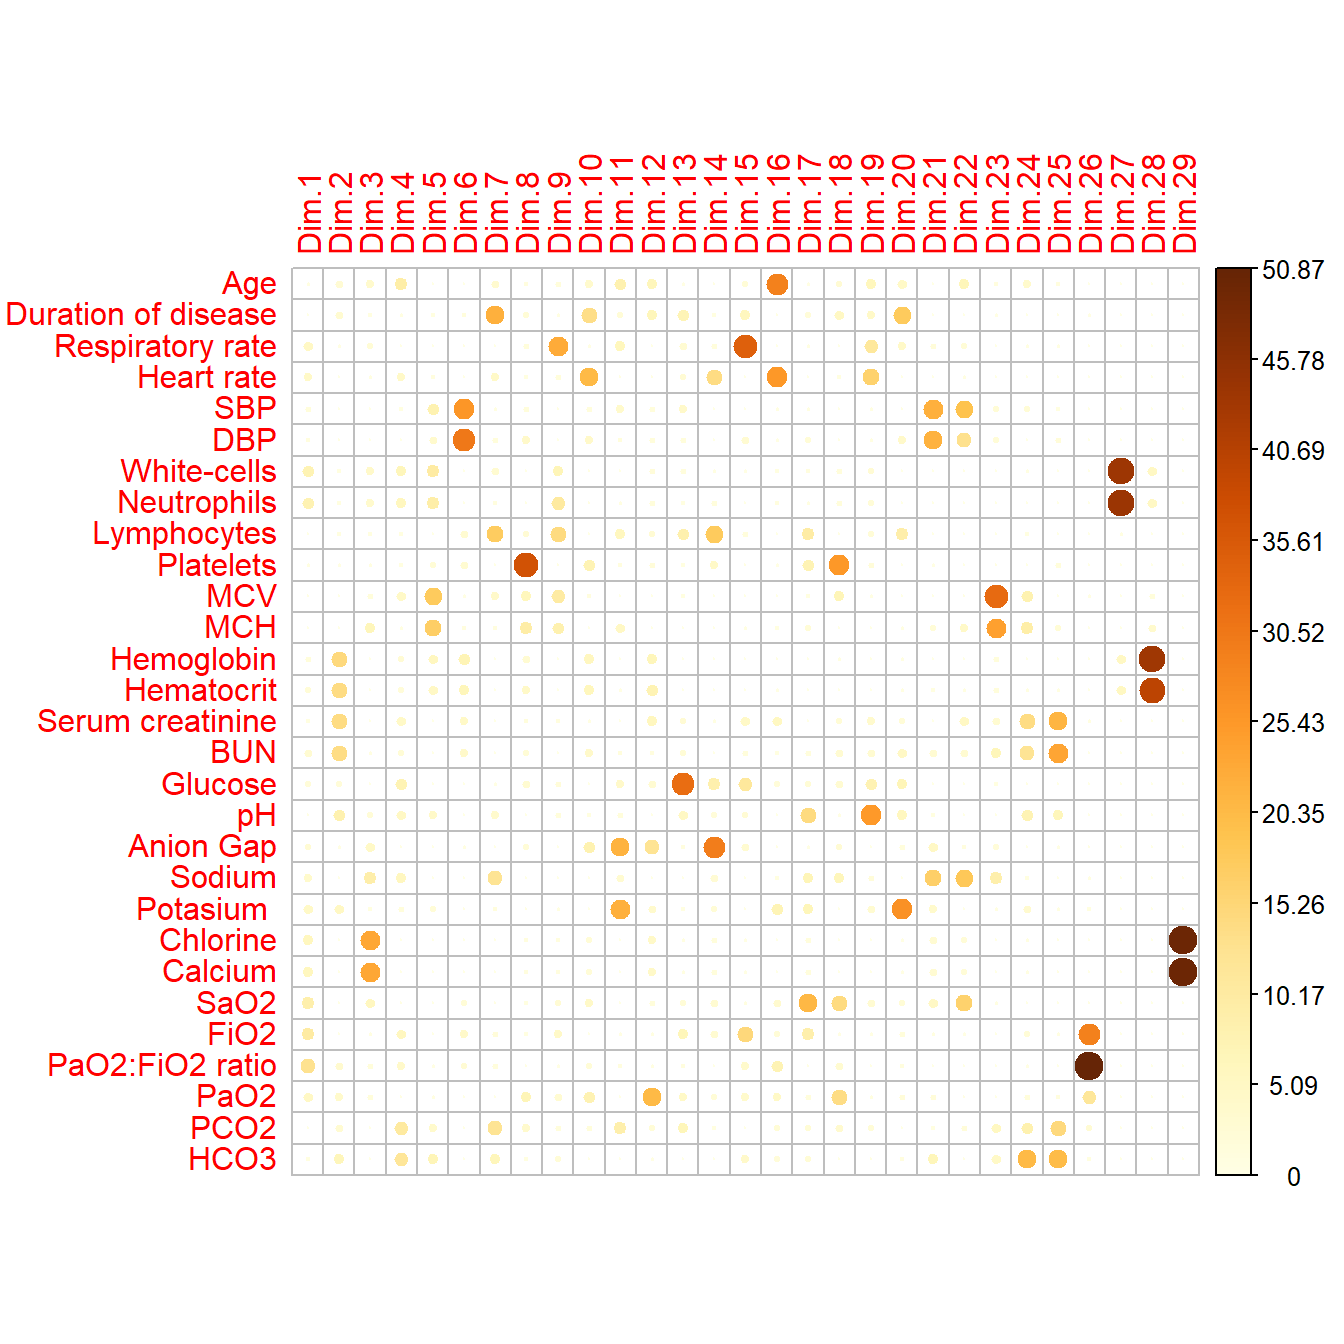 Dim.1
Dim.2
Dim.3
Dim.4
Dim.5
Dim.6
Dim.7
Dim.8
Dim.9
Dim.10
Dim.11
Dim.12
Dim.13
Dim.14
Dim.15
Dim.16
Dim.17
Dim.18
Dim.19
Dim.20
Dim.21
Dim.22
Dim.23
Dim.24
Dim.25
Dim.26
Dim.27
Dim.28
Dim.29
Age
Duration of disease
Respiratory rate
Heart rate
SBP
DBP
White-cells
Neutrophils
Lymphocytes
Platelets
MCV
MCH
Hemoglobin
Hematocrit
Serum creatinine
BUN
Glucose
pH
Anion Gap
Sodium
Potasium
Chlorine
Calcium
SaO2
FiO2
PaO2:FiO2 ratio
PaO2
PCO2
HCO3
50.87
45.78
40.69
35.61
30.52
25.43
20.35
15.26
10.17
5.09
0